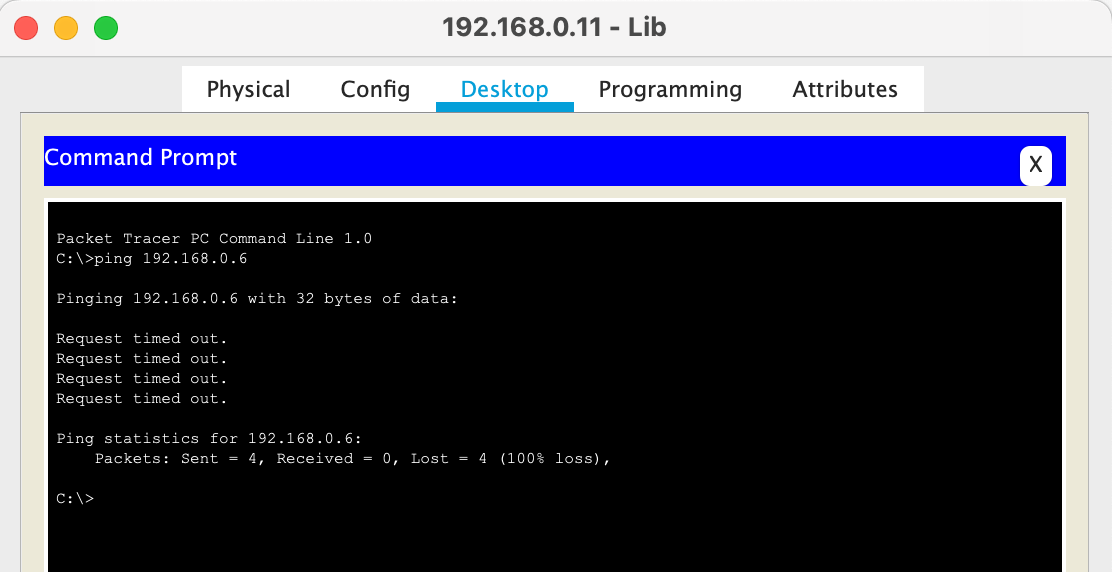 192.168.0.11 - Lib
Physical Config Desktop Programming Attributes
Command Prompt
X
Packet Tracer PC Command Line 1.0
C:\>ping 192.168.0.6
Pinging 192.168.0.6 with 32 bytes of data:
Request timed out.
Request timed out.
Request timed out.
Request timed out.
Ping statistics for 192.168.0.6:
    Packets: Sent = 4, Received = 0, Lost = 4 (100% loss),
C:\>